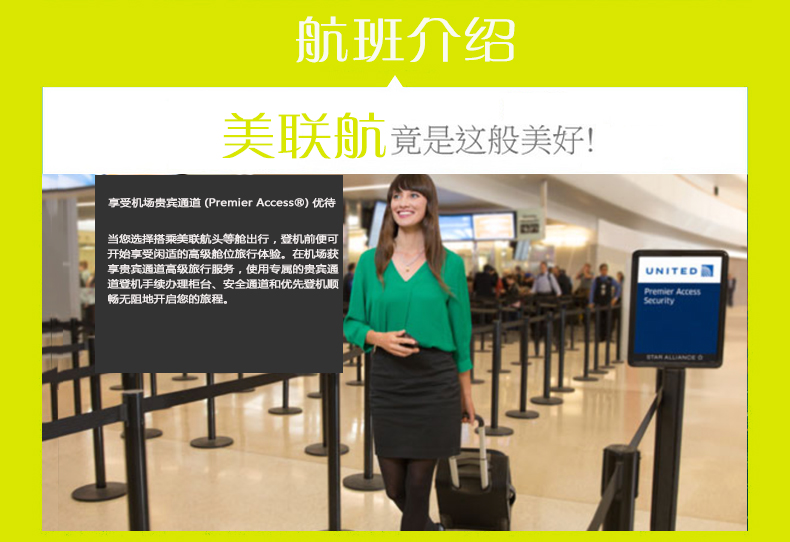 航班介绍
美联航竟是这般美好!
享受机场贵宾通道 (Premier Access®) 优待
当您选择搭乘美联航头等舱出行，登机前便可
开始享受闲适的高级舱位旅行体验。在机场获
享贵宾通道高级旅行服务，使用专属的贵宾通
道登机手续办理柜台、安全通道和优先登机顺
畅无阻地开启您的旅程。
UNITED
Premier Access
Security
STAR ALLIANCE